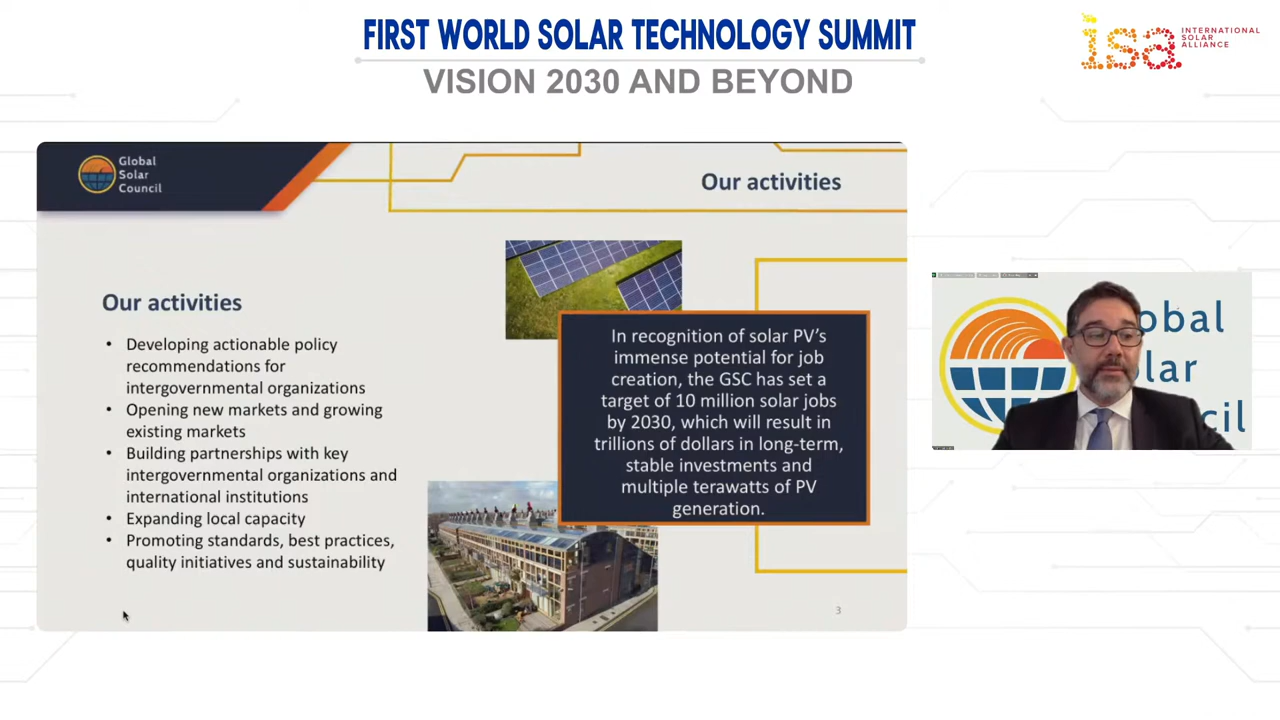 FIRST WORLD SOLAR TECHNOLOGY SUMMIT
VISION 2030 AND BEYOND
isa
INTERNATIONAL
SOLAR
ALLIANCE
Global
Solar
Council
Our activities
Our activities
• Developing actionable policy
recommendations for
intergovernmental organizations
• Opening new markets and growing
existing markets
• Building partnerships with key
intergovernmental organizations and
international institutions
• Expanding local capacity
• Promoting standards, best practices,
quality initiatives and sustainability
In recognition of solar PV’s
immense potential for job
creation, the GSC has set a
target of 10 million solar jobs
by 2030, which will result in
trillions of dollars in long-term,
stable investments and
multiple terawatts of PV
generation.
3
obal
lar
cil